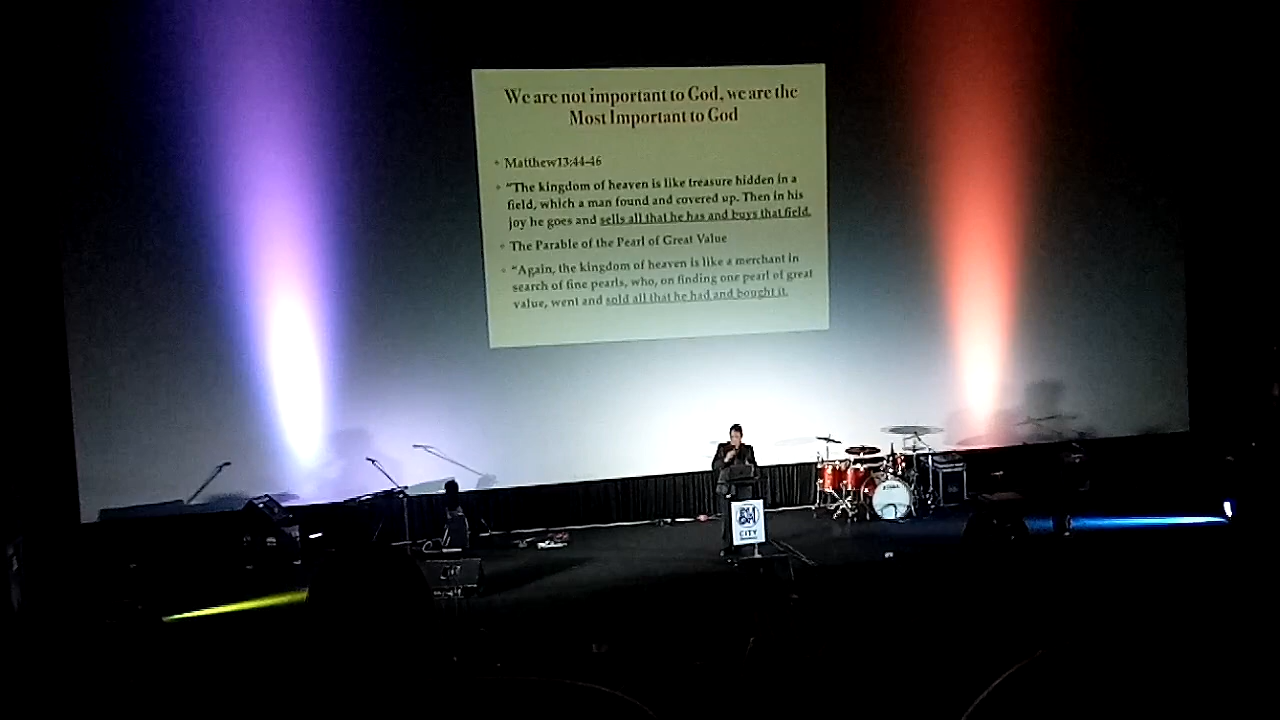 We are not important to God, we are the
Most Important to God
Matthew13:44-46
"The kingdom of heaven is like treasure hidden in a
field, which a man found and covered up. Then in his
joy he goes and sells all that he has and buys that field.
The Parable of the Pearl of Great Value
"Again, the kingdom of heaven is like a merchant in
search of fine pearls, who, on finding one pearl of great
value, went and sold all that he had and bought it.
SM
CITY
TAMA